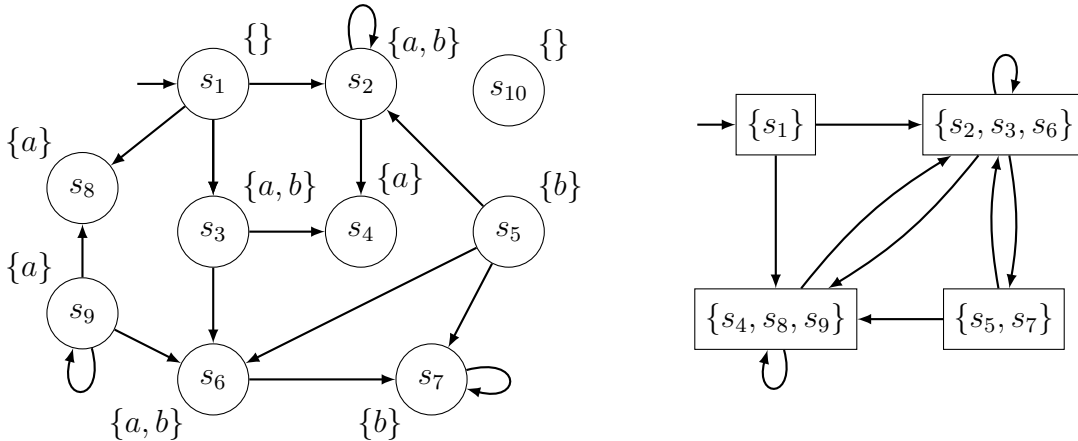 {}
s₁
{a, b}
s₂
{}
s₁₀
{a}
s₈
{a, b}
s₃
{a}
s₄
{b}
s₅
{a}
s₉
s₆
{a, b}
s₇
{b}
{s₁}
{s₂, s₃, s₆}
{s₄, s₈, s₉}
{s₅, s₇}